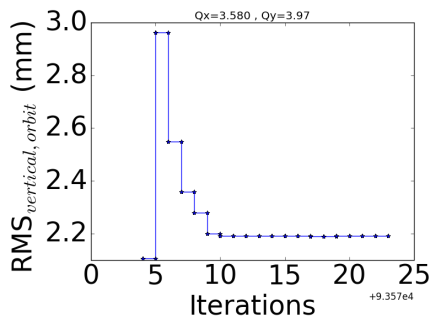 Qx=3.580 , Qy=3.97
RMS_{vertical,orbit} (mm)
3.0
2.8
2.6
2.4
2.2
0 5 10 15 20 25
+9.357e4
Iterations